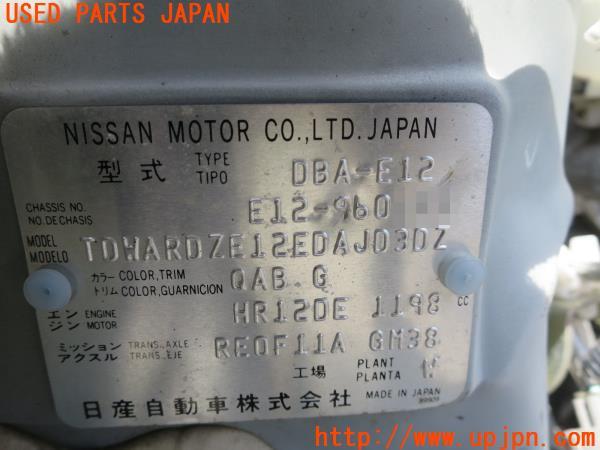 USED PARTS JAPAN
NISSAN MOTOR CO.,LTD. JAPAN
型式 TYPE TIPO DBA-E12
CHASSIS NO. NO.DE CHASIS E12-960
MODEL MODELO TDWARDZE12EDAJD3DZ
カラー トリム COLOR,TRIM COLOR,GUARNICION QAB G
エンジン ENGINE MOTOR HR12DE 1198 CC
ミッション アクスル TRANS.,AXLE TRANS.,EJE RE0F11A GM38
工場 PLANT PLANTA
日産自動車株式会社 MADE IN JAPAN
http://www.upjpn.com